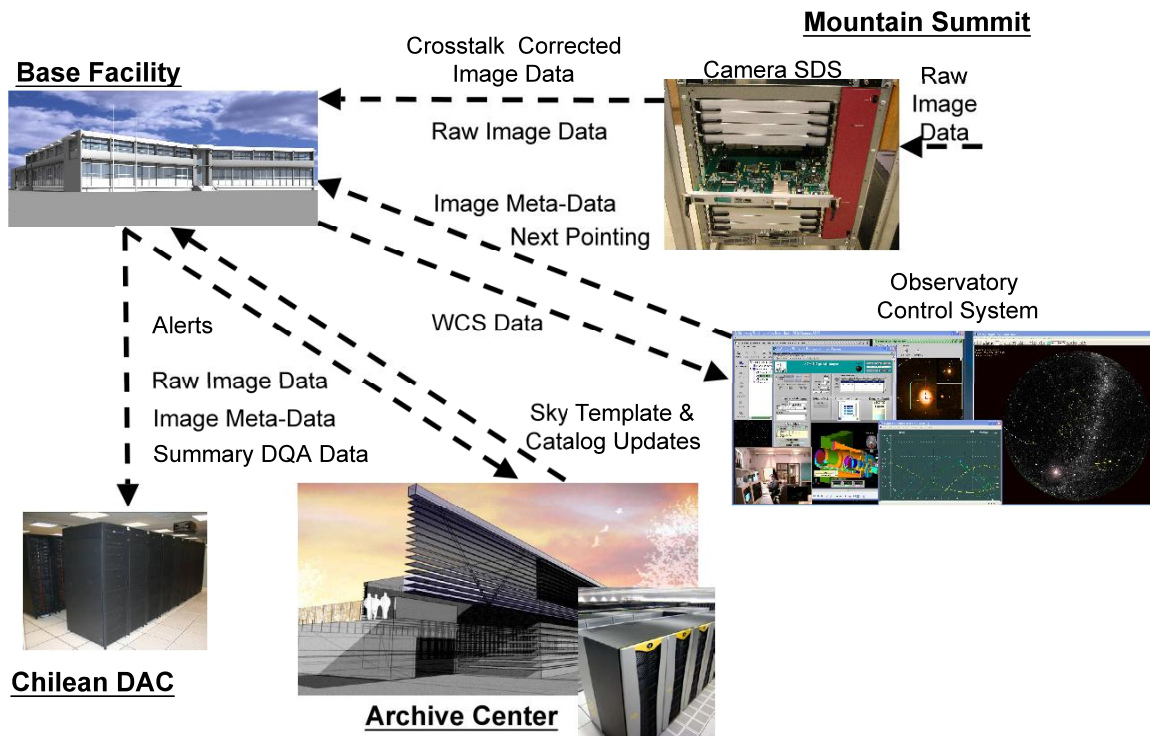 Mountain Summit
Crosstalk Corrected
Image Data
Base Facility
Camera SDS
Raw
Image
Data
Raw Image Data
Image Meta-Data
Next Pointing
Observatory
Control System
WCS Data
Alerts
Raw Image Data
Image Meta-Data
Summary DQA Data
Sky Template &
Catalog Updates
Chilean DAC
Archive Center